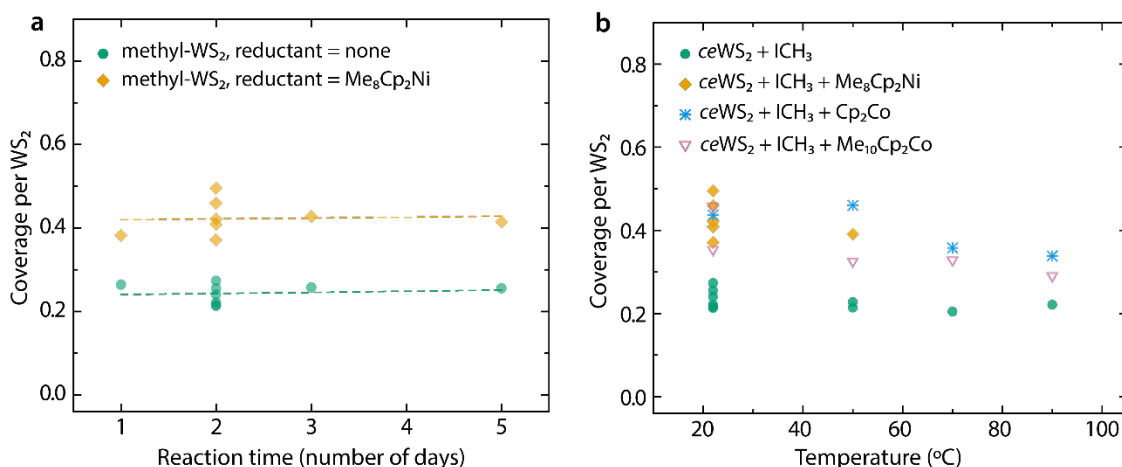 a
0.8
0.6
0.4
0.2
0.0
Coverage per WS₂
methyl-WS₂, reductant = none
methyl-WS₂, reductant = Me₈Cp₂Ni
1 2 3 4 5
Reaction time (number of days)
b
0.8
0.6
0.4
0.2
0.0
Coverage per WS₂
ceWS₂ + ICH₃
ceWS₂ + ICH₃ + Me₈Cp₂Ni
ceWS₂ + ICH₃ + Cp₂Co
ceWS₂ + ICH₃ + Me₁₀Cp₂Co
20 40 60 80 100
Temperature (ºC)